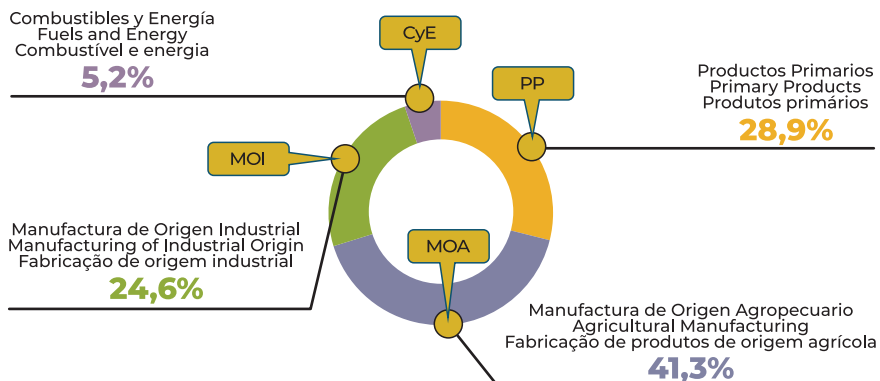 Combustibles y Energía
Fuels and Energy
Combustível e energia
5,2%
CyE
PP
Productos Primarios
Primary Products
Produtos primários
28,9%
MOI
Manufactura de Origen Industrial
Manufacturing of Industrial Origin
Fabricação de origem industrial
24,6%
MOA
Manufactura de Origen Agropecuario
Agricultural Manufacturing
Fabricação de produtos de origem agrícola
41,3%